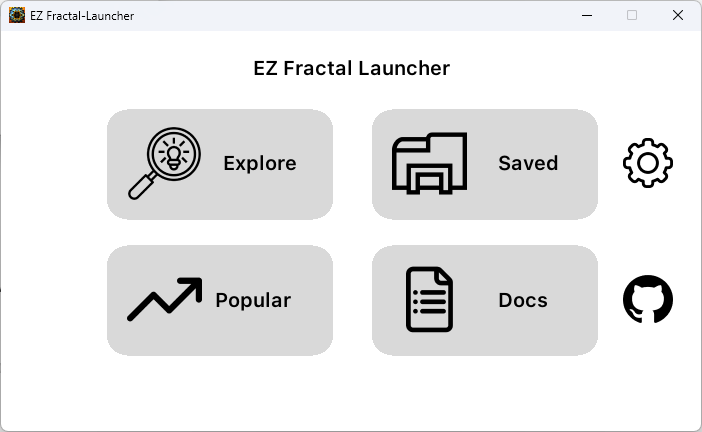 EZ Fractal-Launcher
EZ Fractal Launcher
Explore
Saved
Popular
Docs